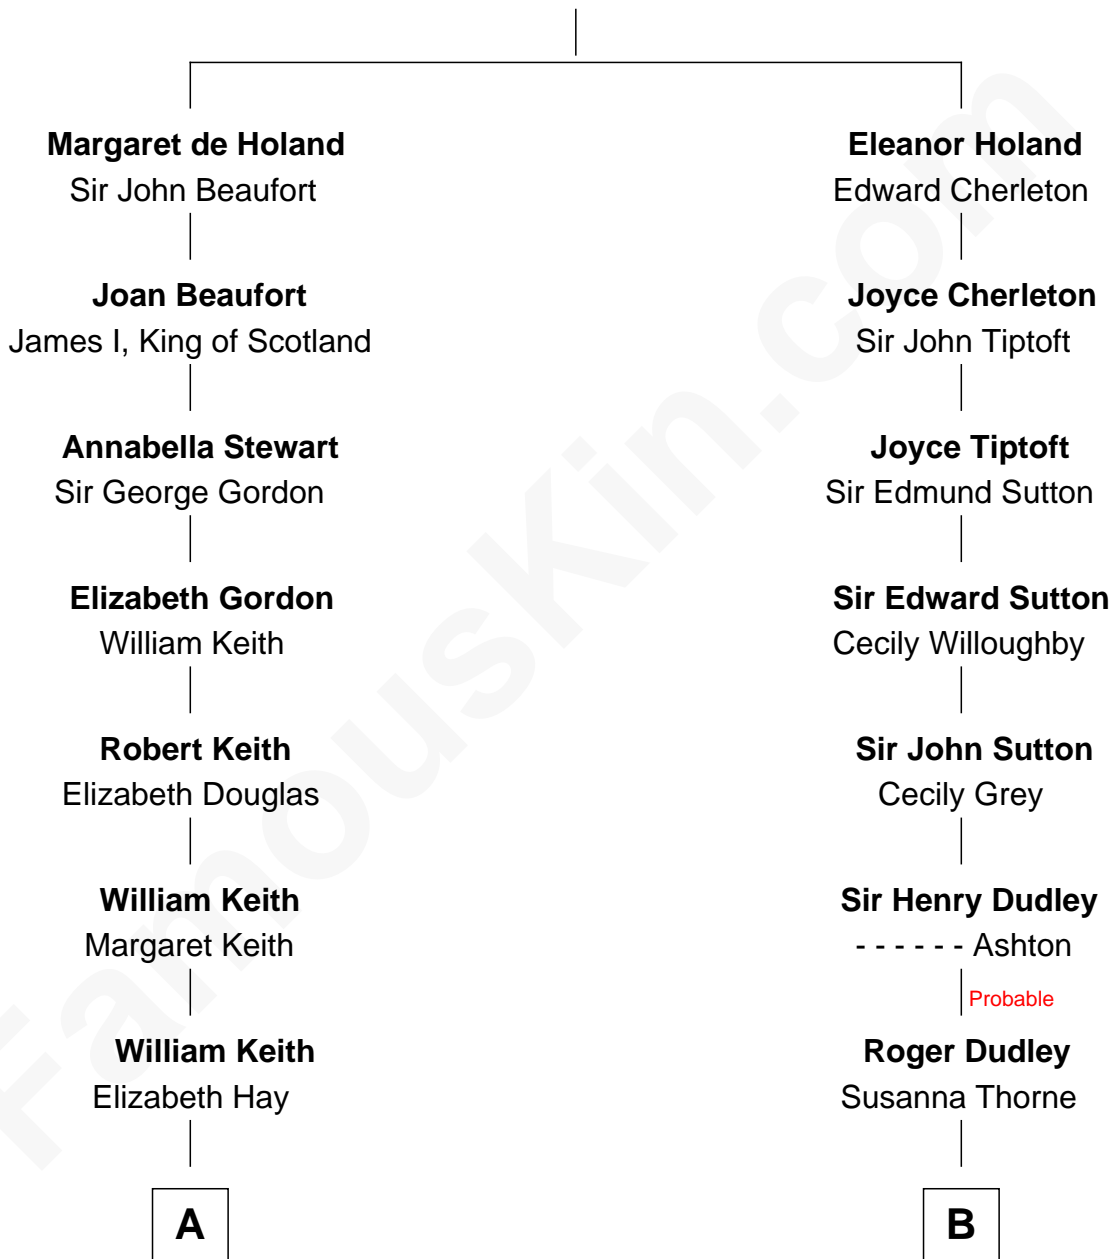 Margaret de Holand
Sir John Beaufort
Joan Beaufort
James I, King of Scotland
Annabella Stewart
Sir George Gordon
Elizabeth Gordon
William Keith
Robert Keith
Elizabeth Douglas
William Keith
Margaret Keith
William Keith
Elizabeth Hay
A
Eleanor Holand
Edward Cherleton
Joyce Cherleton
Sir John Tiptoft
Joyce Tiptoft
Sir Edmund Sutton
Sir Edward Sutton
Cecily Willoughby
Sir John Sutton
Cecily Grey
Sir Henry Dudley
- - - - - - Ashton
Probable
Roger Dudley
Susanna Thorne
B
FamousKin.com